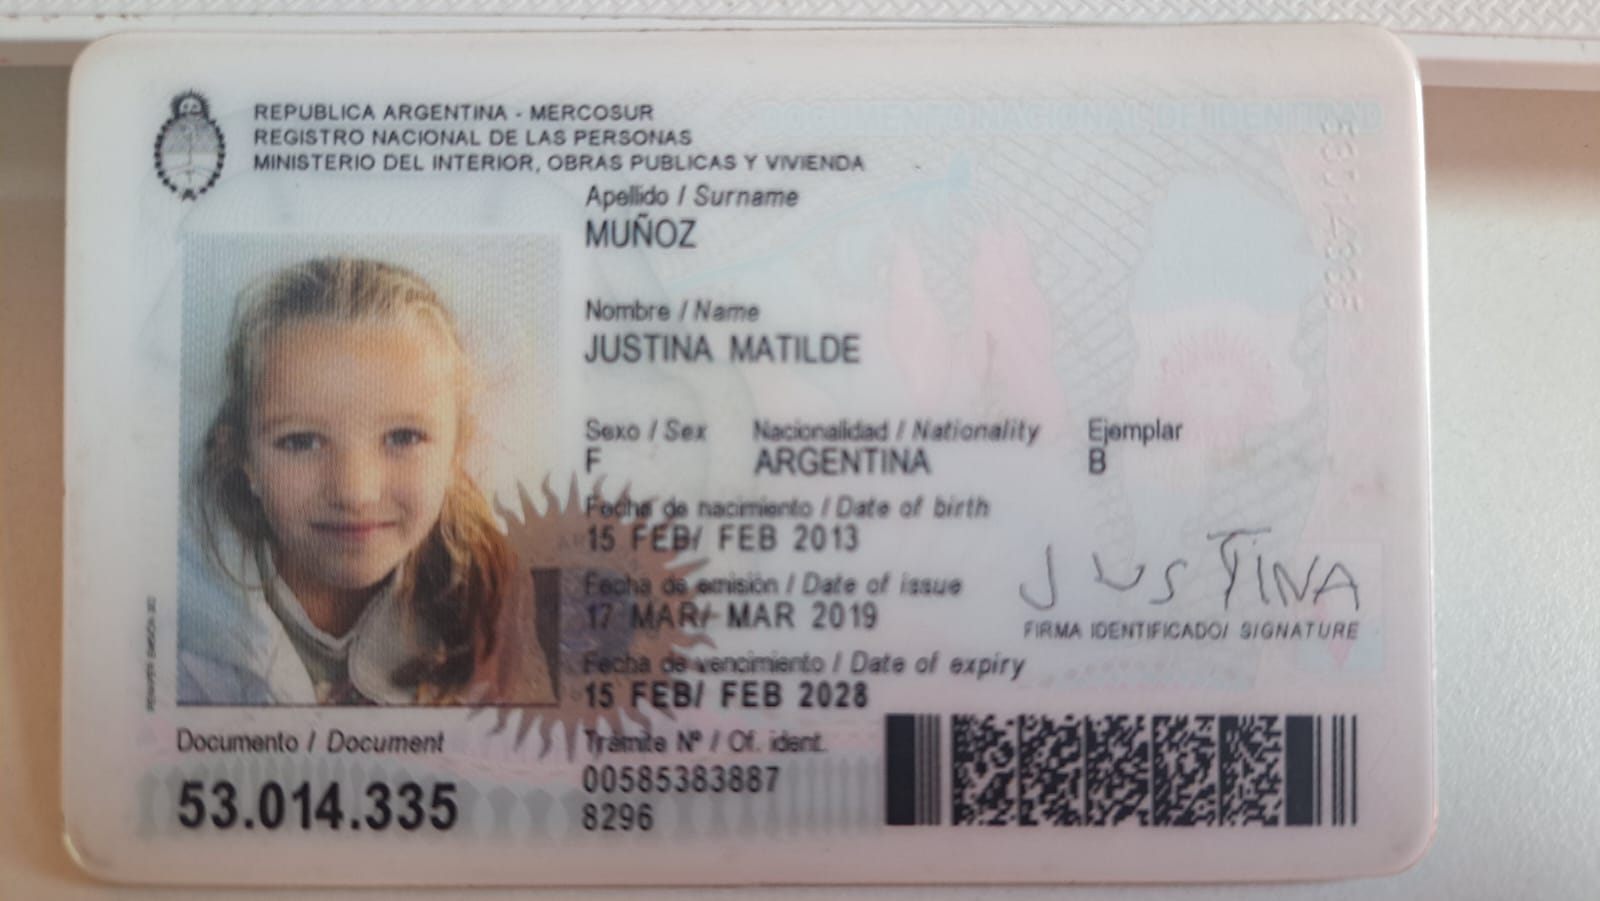 REPUBLICA ARGENTINA - MERCOSUR
REGISTRO NACIONAL DE LAS PERSONAS
MINISTERIO DEL INTERIOR, OBRAS PUBLICAS Y VIVIENDA
DOCUMENTO NACIONAL DE IDENTIDAD
Apellido / Surname
MUÑOZ
Nombre / Name
JUSTINA MATILDE
Sexo / Sex Nacionalidad / Nationality Ejemplar
F ARGENTINA B
Fecha de nacimiento / Date of birth
15 FEB/ FEB 2013
Fecha de emisión / Date of issue
17 MAR/ MAR 2019
JUSTINA
FIRMA IDENTIFICADO/ SIGNATURE
Fecha de vencimiento / Date of expiry
15 FEB/ FEB 2028
Documento / Document
53.014.335
Tramite Nº / Of. ident.
00585383887
8296